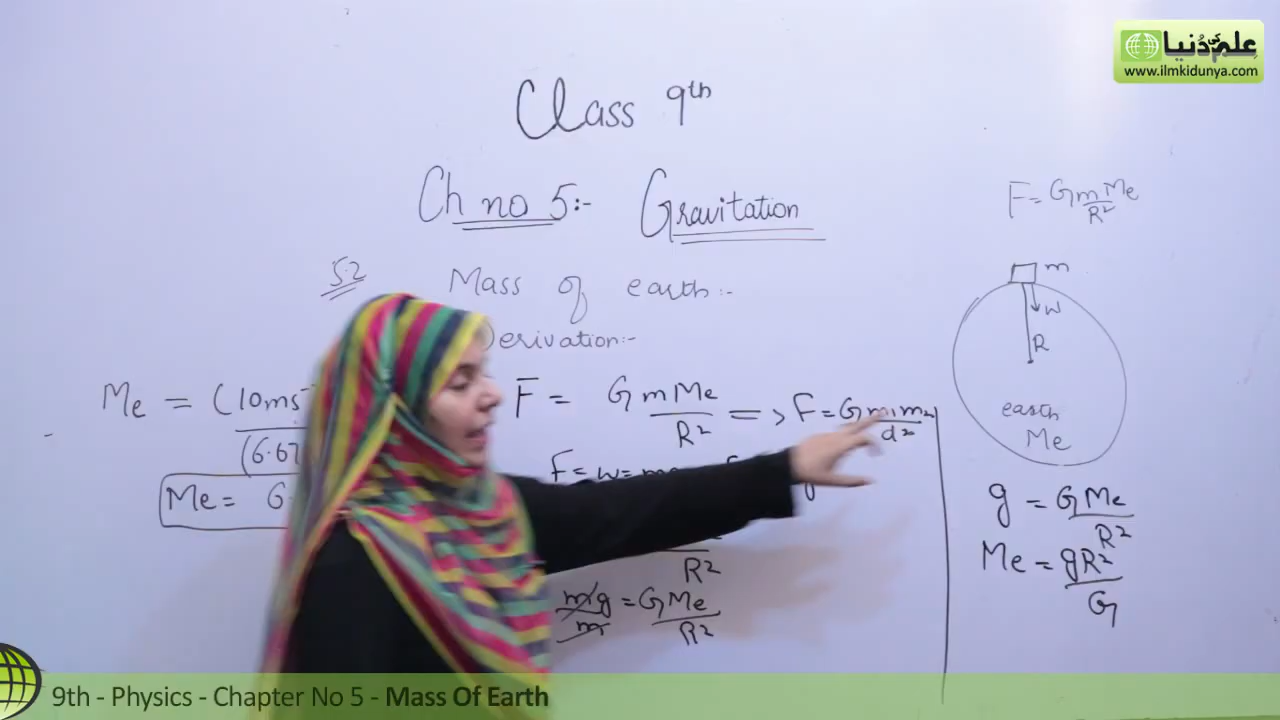 علم کی دُنیا
www.ilmkidunya.com
Class 9th
Ch no 5:- Gravitation
5.2 Mass of earth:-
Derivation:-
Me = (10ms⁻
(6.67
Me =
F = GmMe/R² => F = Gm₁m₂/d²
F = w =
R²
mg/m = GMe/R²
F = GmMe/R²
m
w
R
earth
Me
g = GMe/R²
Me = gR²/G
9th - Physics - Chapter No 5 - Mass Of Earth